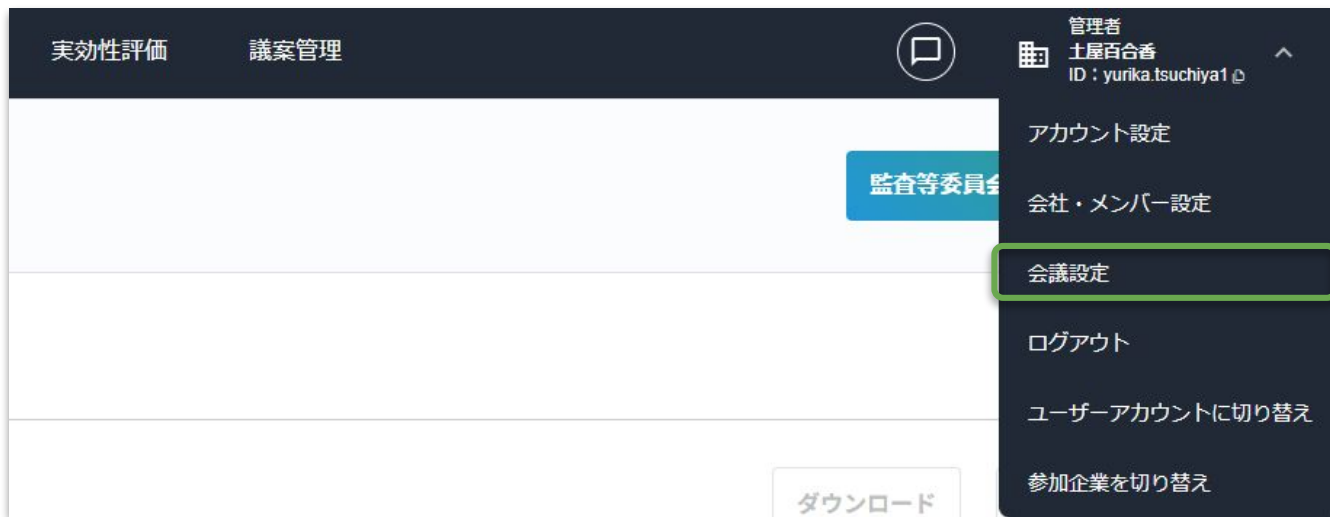 実効性評価
議案管理
管理者
土屋百合香
ID：yurika.tsuchiya1
監査等委員会
アカウント設定
会社・メンバー設定
会議設定
ログアウト
ユーザーアカウントに切り替え
参加企業を切り替え
ダウンロード